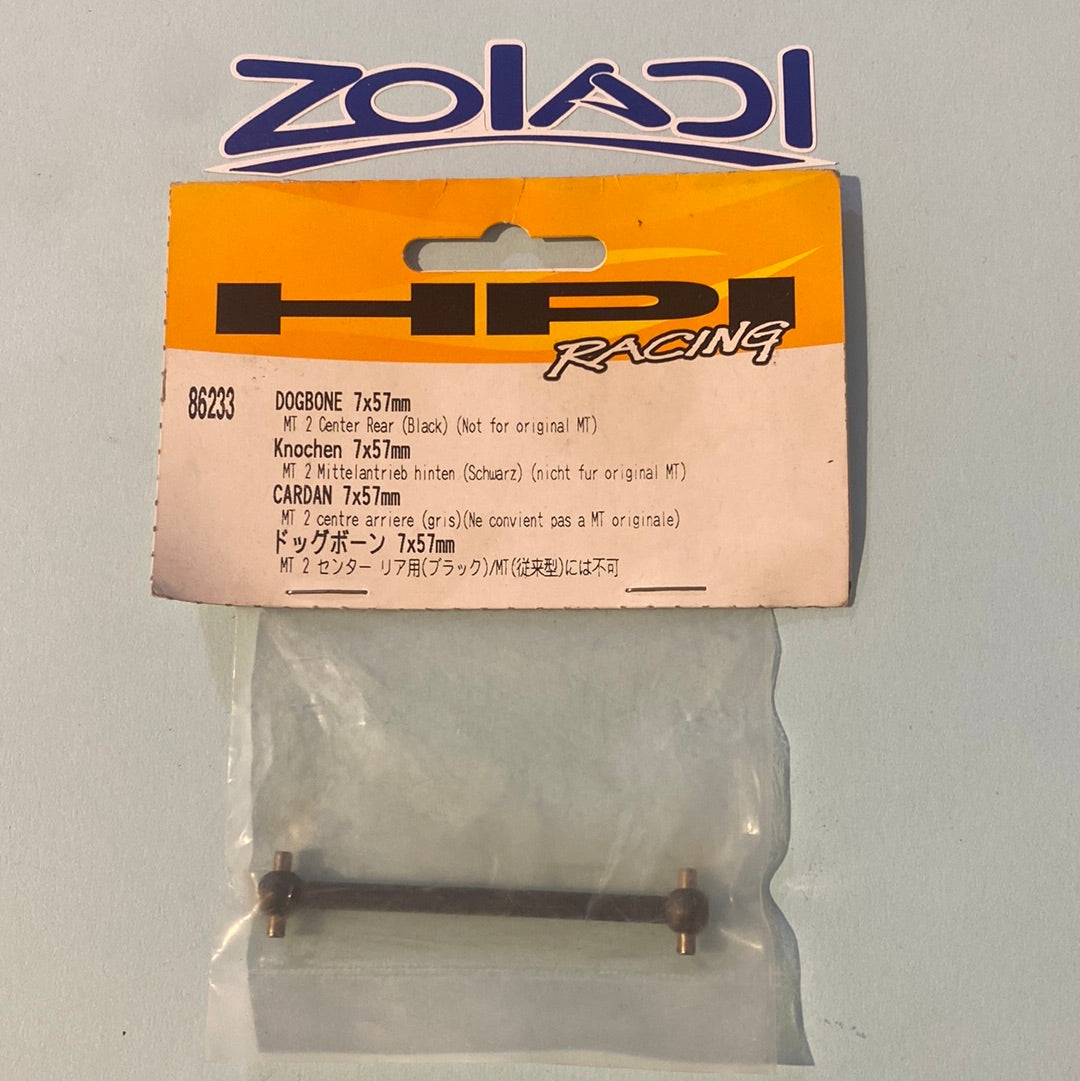 ZOIADI
HPI
RACING
86233
DOGBONE 7x57mm
MT 2 Center Rear (Black) (Not for original MT)
Knochen 7x57mm
MT 2 Mittelantrieb hinten (Schwarz) (nicht fur original MT)
CARDAN 7x57mm
MT 2 centre arriere (gris)(Ne convient pas a MT originale)
ドッグボーン 7x57mm
MT 2 センター リア用(ブラック)/MT(従来型)には不可